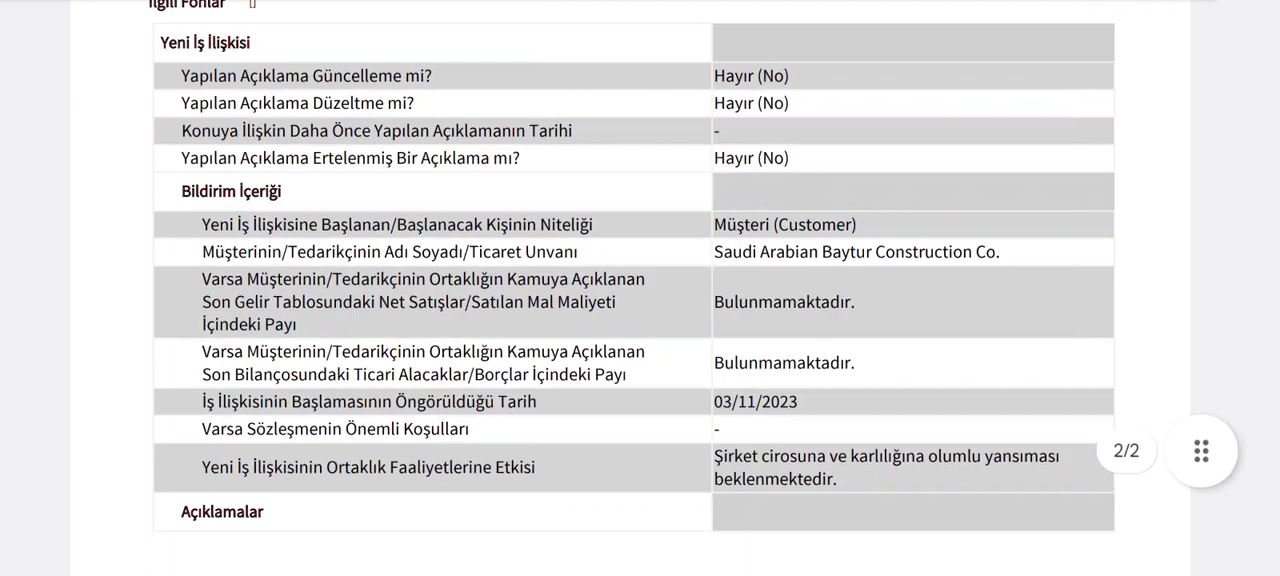 İlgili Fonlar []
Yeni İş İlişkisi
Yapılan Açıklama Güncelleme mi? Hayır (No)
Yapılan Açıklama Düzeltme mi? Hayır (No)
Konuya İlişkin Daha Önce Yapılan Açıklamanın Tarihi -
Yapılan Açıklama Ertelenmiş Bir Açıklama mı? Hayır (No)
Bildirim İçeriği
Yeni İş İlişkisine Başlanan/Başlanacak Kişinin Niteliği Müşteri (Customer)
Müşterinin/Tedarikçinin Adı Soyadı/Ticaret Unvanı Saudi Arabian Baytur Construction Co.
Varsa Müşterinin/Tedarikçinin Ortaklığın Kamuya Açıklanan
Son Gelir Tablosundaki Net Satışlar/Satılan Mal Maliyeti
İçindeki Payı
Bulunmamaktadır.
Varsa Müşterinin/Tedarikçinin Ortaklığın Kamuya Açıklanan
Son Bilançosundaki Ticari Alacaklar/Borçlar İçindeki Payı
Bulunmamaktadır.
İş İlişkisinin Başlamasının Öngörüldüğü Tarih 03/11/2023
Varsa Sözleşmenin Önemli Koşulları -
Yeni İş İlişkisinin Ortaklık Faaliyetlerine Etkisi
Şirket cirosuna ve karlılığına olumlu yansıması
beklenmektedir.
2/2
Açıklamalar